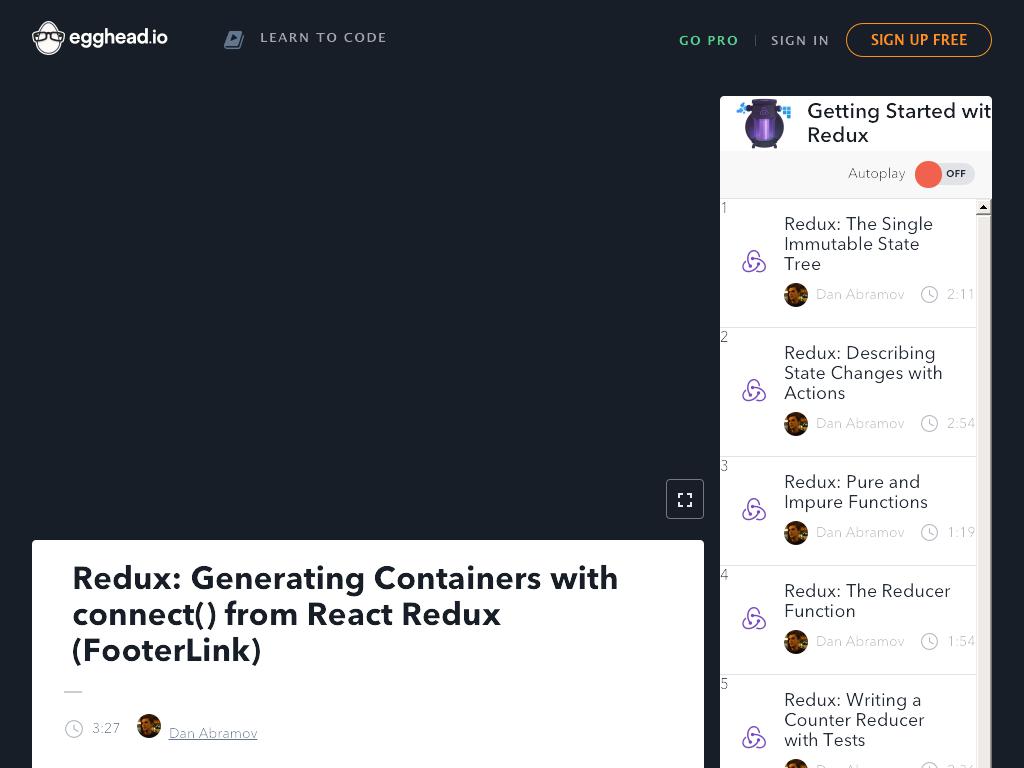 egghead.io
LEARN TO CODE
GO PRO
SIGN IN
SIGN UP FREE
Getting Started wit
Redux
Autoplay
OFF
1
Redux: The Single
Immutable State
Tree
Dan Abramov
2:11
2
Redux: Describing
State Changes with
Actions
Dan Abramov
2:54
3
Redux: Pure and
Impure Functions
Dan Abramov
1:19
4
Redux: The Reducer
Function
Dan Abramov
1:54
5
Redux: Writing a
Counter Reducer
with Tests
Redux: Generating Containers with
connect() from React Redux
(FooterLink)
3:27
Dan Abramov